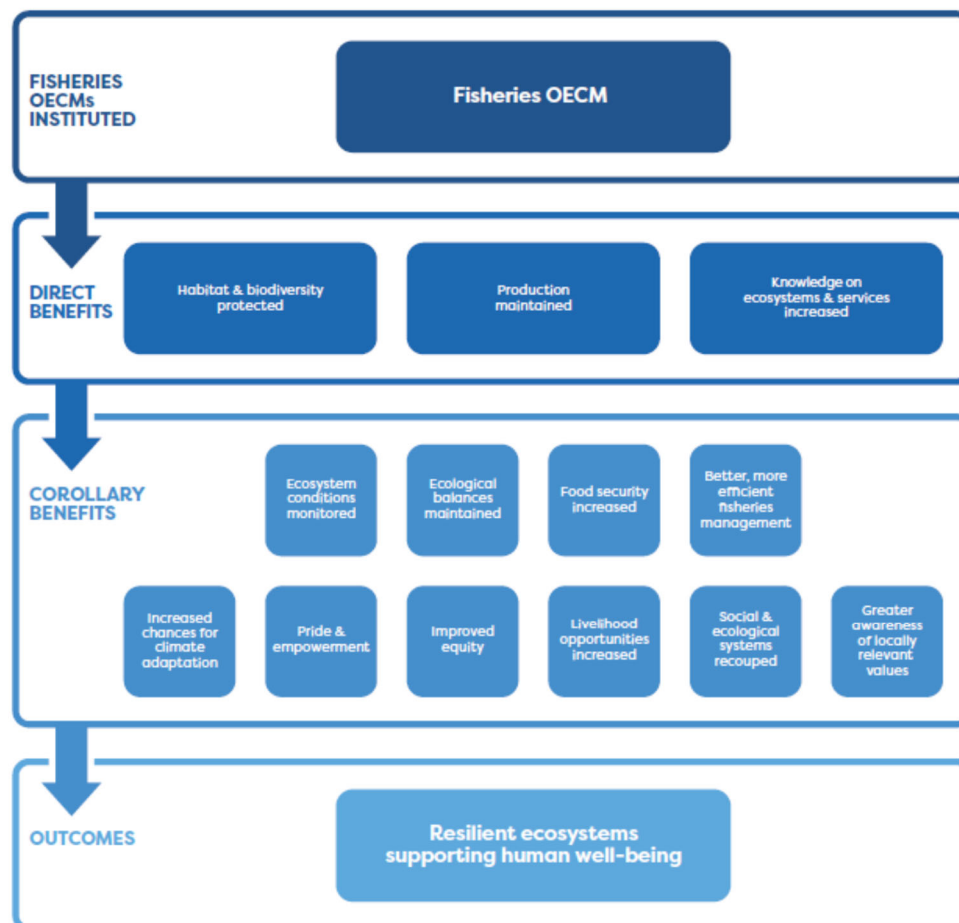 FISHERIES
OECMs
INSTITUTED
Fisheries OECM
DIRECT
BENEFITS
Habitat & biodiversity
protected
Production
maintained
Knowledge on
ecosystems & services
increased
COROLLARY
BENEFITS
Ecosystem
conditions
monitored
Ecological
balances
maintained
Food security
increased
Better, more
efficient
fisheries
management
Increased
chances for
climate
adaptation
Pride &
empowerment
Improved
equity
Livelihood
opportunities
increased
Social &
ecological
systems
recouped
Greater
awareness
of locally
relevant
values
OUTCOMES
Resilient ecosystems
supporting human well-being